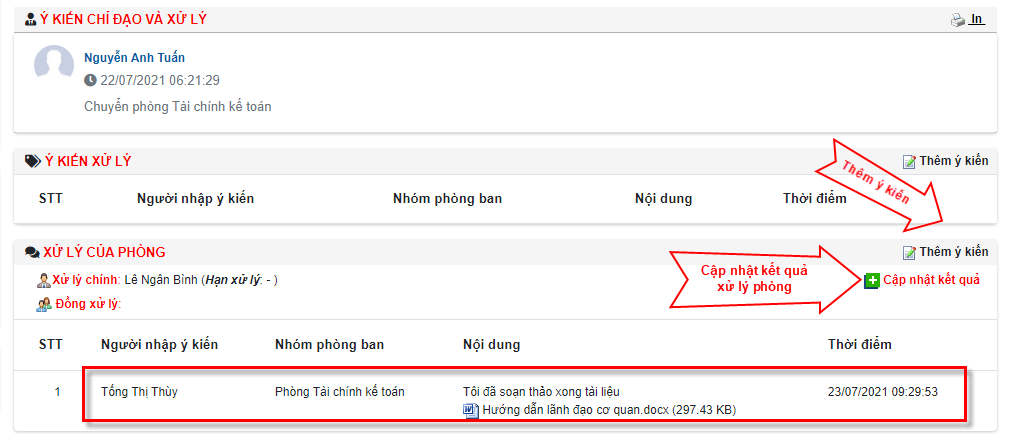 Ý KIẾN CHỈ ĐẠO VÀ XỬ LÝ
In
Nguyễn Anh Tuấn
22/07/2021 06:21:29
Chuyển phòng Tài chính kế toán
Ý KIẾN XỬ LÝ
Thêm ý kiến
Thêm ý kiến
STT Người nhập ý kiến Nhóm phòng ban Nội dung Thời điểm
XỬ LÝ CỦA PHÒNG
Thêm ý kiến
Xử lý chính: Lê Ngân Bình (Hạn xử lý: - )
Cập nhật kết quả
xử lý phòng
Cập nhật kết quả
Đồng xử lý:
STT Người nhập ý kiến Nhóm phòng ban Nội dung Thời điểm
1 Tống Thị Thùy Phòng Tài chính kế toán Tôi đã soạn thảo xong tài liệu 23/07/2021 09:29:53
Hướng dẫn lãnh đạo cơ quan.docx (297.43 KB)